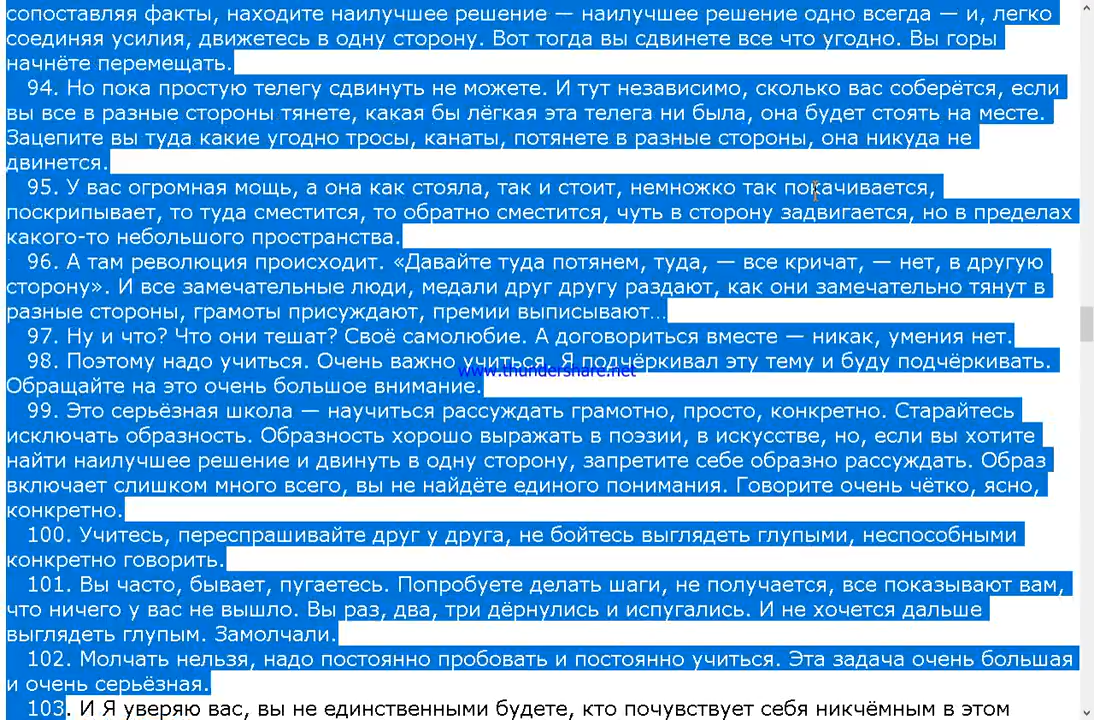 сопоставляя факты, находите наилучшее решение — наилучшее решение одно всегда — и, легко
соединяя усилия, движетесь в одну сторону. Вот тогда вы сдвинете все что угодно. Вы горы
начнёте перемещать.
94. Но пока простую телегу сдвинуть не можете. И тут независимо, сколько вас соберётся, если
вы все в разные стороны тянете, какая бы лёгкая эта телега ни была, она будет стоять на месте.
Зацепите вы туда какие угодно тросы, канаты, потянете в разные стороны, она никуда не
двинется.
95. У вас огромная мощь, а она как стояла, так и стоит, немножко так покачивается,
поскрипывает, то туда сместится, то обратно сместится, чуть в сторону задвигается, но в пределах
какого-то небольшого пространства.
96. А там революция происходит. «Давайте туда потянем, туда, — все кричат, — нет, в другую
сторону». И все замечательные люди, медали друг другу раздают, как они замечательно тянут в
разные стороны, грамоты присуждают, премии выписывают...
97. Ну и что? Что они тешат? Своё самолюбие. А договориться вместе — никак, умения нет.
98. Поэтому надо учиться. Очень важно учиться. Я подчёркивал эту тему и буду подчёркивать.
www.thundershare.net
Обращайте на это очень большое внимание.
99. Это серьёзная школа — научиться рассуждать грамотно, просто, конкретно. Старайтесь
исключать образность. Образность хорошо выражать в поэзии, в искусстве, но, если вы хотите
найти наилучшее решение и двинуть в одну сторону, запретите себе образно рассуждать. Образ
включает слишком много всего, вы не найдёте единого понимания. Говорите очень чётко, ясно,
конкретно.
100. Учитесь, переспрашивайте друг у друга, не бойтесь выглядеть глупыми, неспособными
конкретно говорить.
101. Вы часто, бывает, пугаетесь. Попробуете делать шаги, не получается, все показывают вам,
что ничего у вас не вышло. Вы раз, два, три дёрнулись и испугались. И не хочется дальше
выглядеть глупым. Замолчали.
102. Молчать нельзя, надо постоянно пробовать и постоянно учиться. Эта задача очень большая
и очень серьёзная.
103. И Я уверяю вас, вы не единственными будете, кто почувствует себя никчёмным в этом